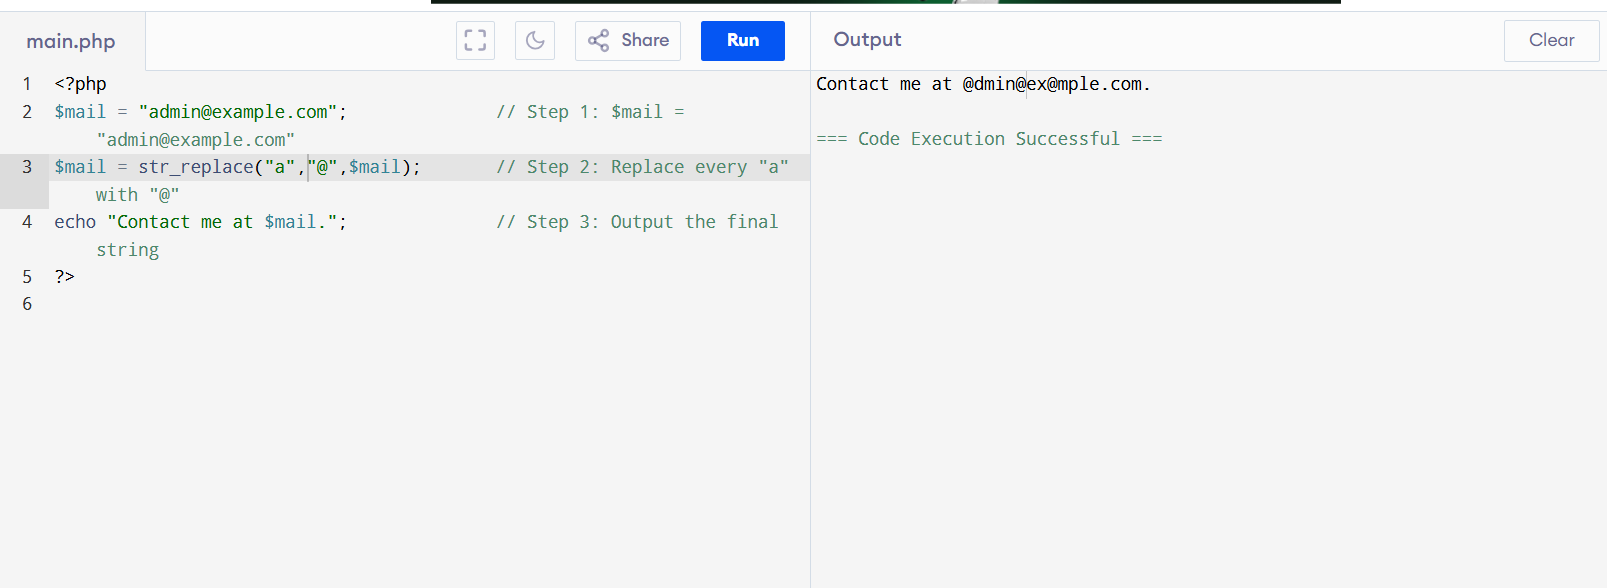 main.php
Share
Run
Output
Clear
1 <?php
2 $mail = "admin@example.com"; // Step 1: $mail =
"admin@example.com"
3 $mail = str_replace("a","@",$mail); // Step 2: Replace every "a"
with "@"
4 echo "Contact me at $mail."; // Step 3: Output the final
string
5 ?>
6
Contact me at @dmin@ex@mple.com.
=== Code Execution Successful ===